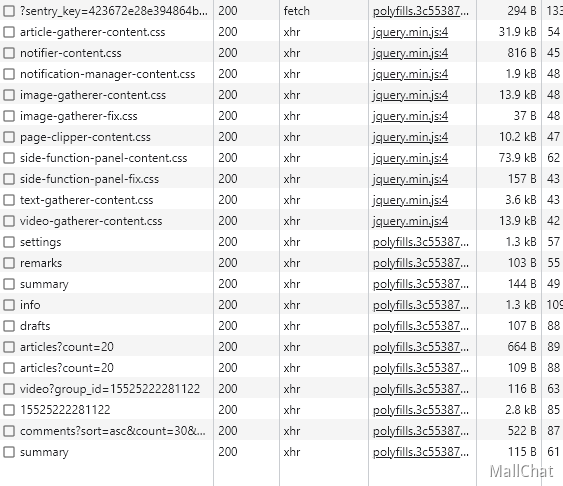 ?sentry_key=423672e28e394864b... 200 fetch polyfills.3c55387... 294 B 133
article-gatherer-content.css 200 xhr jquery.min.js:4 31.9 kB 54
notifier-content.css 200 xhr jquery.min.js:4 816 B 45
notification-manager-content.css 200 xhr jquery.min.js:4 1.9 kB 48
image-gatherer-content.css 200 xhr jquery.min.js:4 13.9 kB 48
image-gatherer-fix.css 200 xhr jquery.min.js:4 37 B 48
page-clipper-content.css 200 xhr jquery.min.js:4 10.2 kB 47
side-function-panel-content.css 200 xhr jquery.min.js:4 73.9 kB 62
side-function-panel-fix.css 200 xhr jquery.min.js:4 157 B 43
text-gatherer-content.css 200 xhr jquery.min.js:4 3.6 kB 43
video-gatherer-content.css 200 xhr jquery.min.js:4 13.9 kB 42
settings 200 xhr polyfills.3c55387... 1.3 kB 57
remarks 200 xhr polyfills.3c55387... 103 B 55
summary 200 xhr polyfills.3c55387... 144 B 49
info 200 xhr polyfills.3c55387... 1.3 kB 109
drafts 200 xhr polyfills.3c55387... 107 B 88
articles?count=20 200 xhr polyfills.3c55387... 664 B 89
articles?count=20 200 xhr polyfills.3c55387... 109 B 88
video?group_id=15525222281122 200 xhr polyfills.3c55387... 116 B 63
15525222281122 200 xhr polyfills.3c55387... 2.8 kB 85
comments?sort=asc&count=30&... 200 xhr polyfills.3c55387... 522 B 87
summary 200 xhr polyfills.3c55387... 115 B 61
MallChat